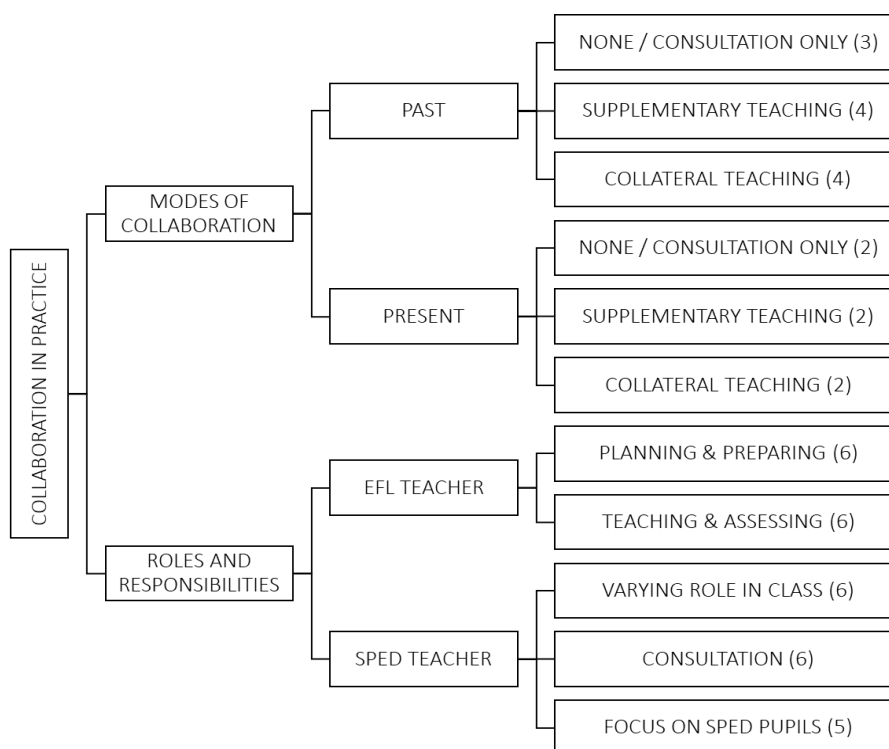 COLLABORATION IN PRACTICE
MODES OF
COLLABORATION
PAST
NONE / CONSULTATION ONLY (3)
SUPPLEMENTARY TEACHING (4)
COLLATERAL TEACHING (4)
PRESENT
NONE / CONSULTATION ONLY (2)
SUPPLEMENTARY TEACHING (2)
COLLATERAL TEACHING (2)
ROLES AND
RESPONSIBILITIES
EFL TEACHER
PLANNING & PREPARING (6)
TEACHING & ASSESSING (6)
SPED TEACHER
VARYING ROLE IN CLASS (6)
CONSULTATION (6)
FOCUS ON SPED PUPILS (5)